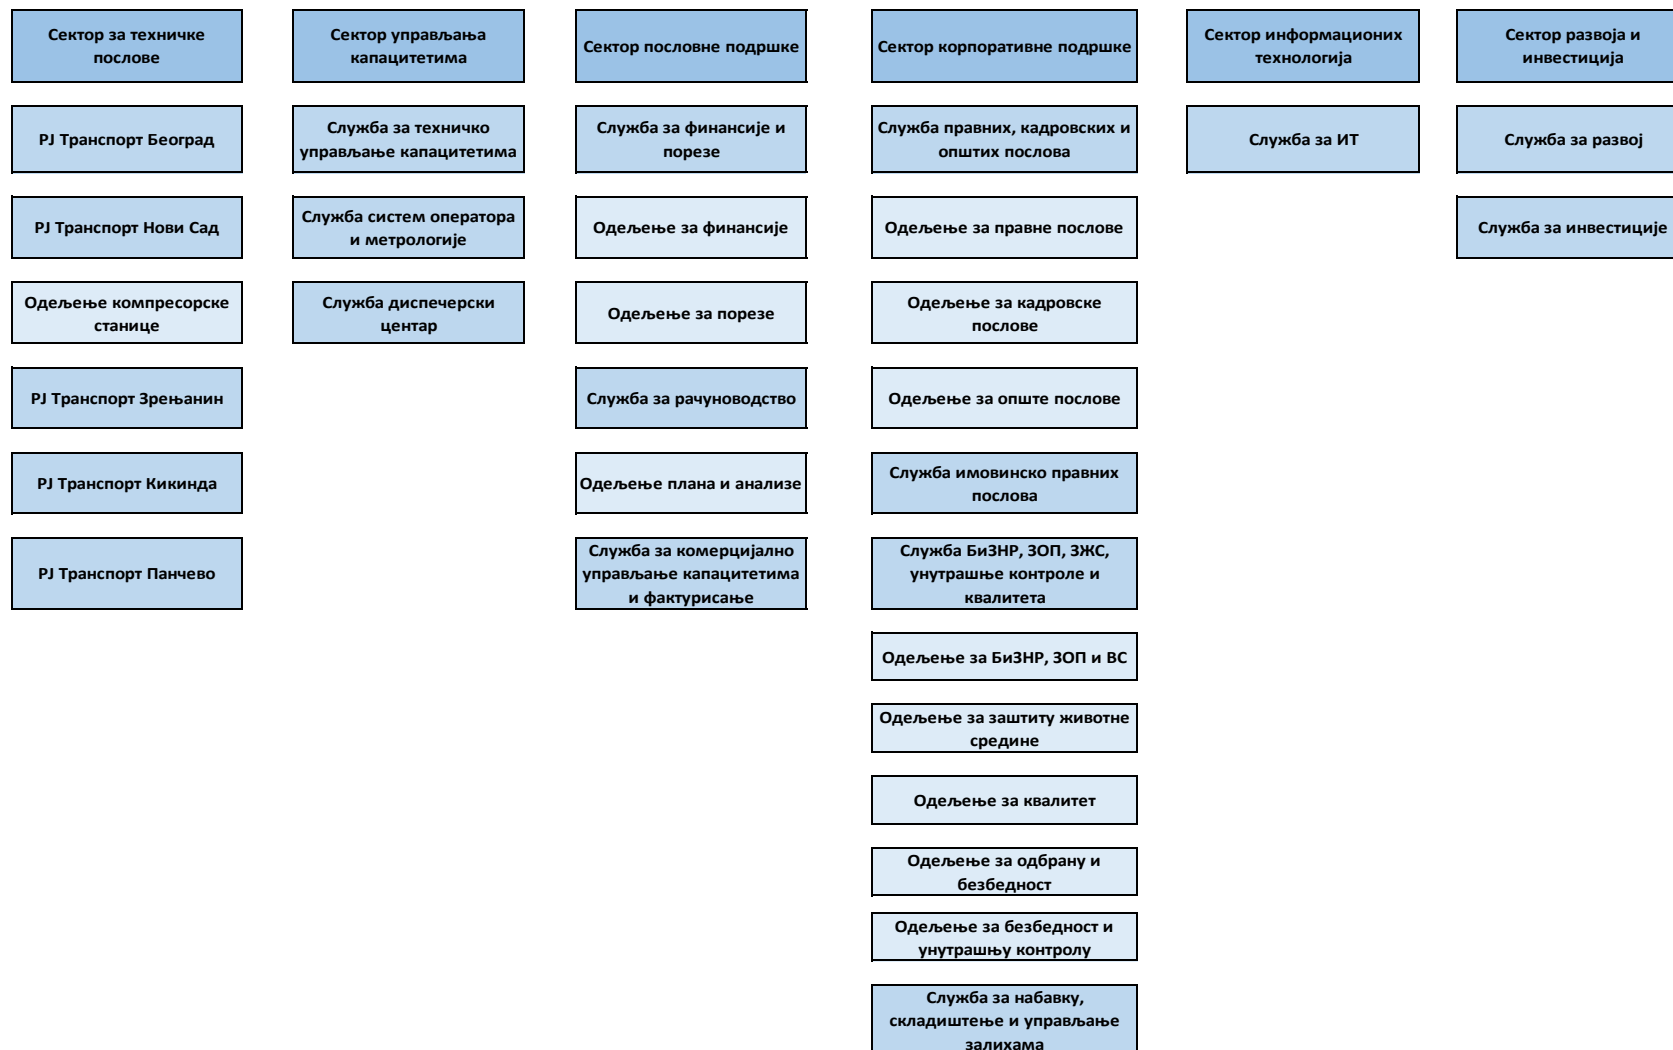 Сектор за техничке
послове
Сектор управљања
капацитетима
Сектор пословне подршке
Сектор корпоративне подршке
Сектор информационих
технологија
Сектор развоја и
инвестиција
РЈ Транспорт Београд
Служба за техничко
управљање капацитетима
Служба за финансије и
порезе
Служба правних, кадровских и
општих послова
Служба за ИТ
Служба за развој
РЈ Транспорт Нови Сад
Служба систем оператора
и метрологије
Одељење за финансије
Одељење за правне послове
Служба за инвестиције
Одељење компресорске
станице
Служба диспечерски
центар
Одељење за порезе
Одељење за кадровске
послове
РЈ Транспорт Зрењанин
Служба за рачуноводство
Одељење за опште послове
РЈ Транспорт Кикинда
Одељење плана и анализе
Служба имовинско правних
послова
РЈ Транспорт Панчево
Служба за комерцијално
управљање капацитетима
и фактурисање
Служба БиЗНР, ЗОП, ЗЖС,
унутрашње контроле и
квалитета
Одељење за БиЗНР, ЗОП и ВС
Одељење за заштиту животне
средине
Одељење за квалитет
Одељење за одбрану и
безбедност
Одељење за безбедност и
унутрашњу контролу
Служба за набавку,
складиштење и управљање
залихама